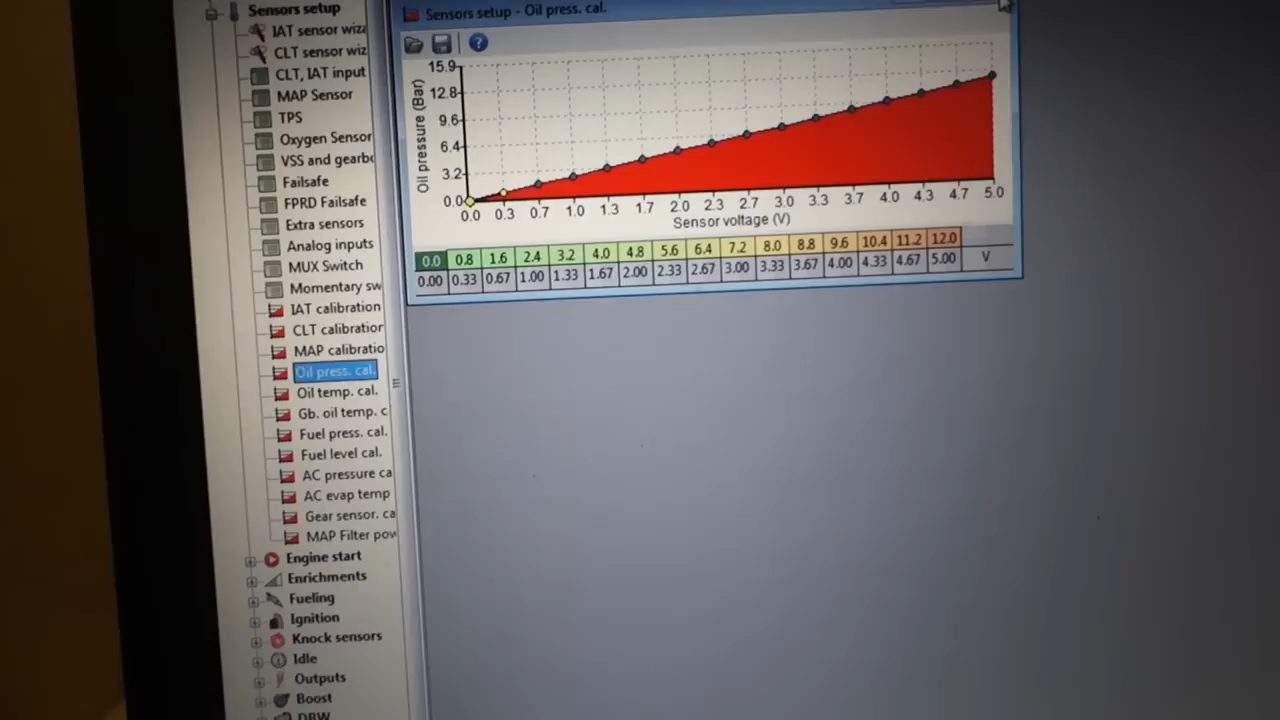 Sensors setup
IAT sensor wiza
CLT sensor wiz
CLT, IAT input
MAP Sensor
TPS
Oxygen Sensor
VSS and gearb
Failsafe
FPRD Failsafe
Extra sensors
Analog inputs
MUX Switch
Momentary sw
IAT calibration
CLT calibration
MAP calibratio
Oil press. cal.
Oil temp. cal.
Gb. oil temp. c
Fuel press. cal.
Fuel level cal.
AC pressure ca
AC evap temp
Gear sensor. ca
MAP Filter pow
Engine start
Enrichments
Fueling
Ignition
Knock sensors
Idle
Outputs
Boost
DBW
Sensors setup - Oil press. cal.
Oil pressure (Bar)
15.9
12.8
9.6
6.4
3.2
0.0
0.0 0.3 0.7 1.0 1.3 1.7 2.0 2.3 2.7 3.0 3.3 3.7 4.0 4.3 4.7 5.0
Sensor voltage (V)
0.0 0.8 1.6 2.4 3.2 4.0 4.8 5.6 6.4 7.2 8.0 8.8 9.6 10.4 11.2 12.0
0.00 0.33 0.67 1.00 1.33 1.67 2.00 2.33 2.67 3.00 3.33 3.67 4.00 4.33 4.67 5.00 V